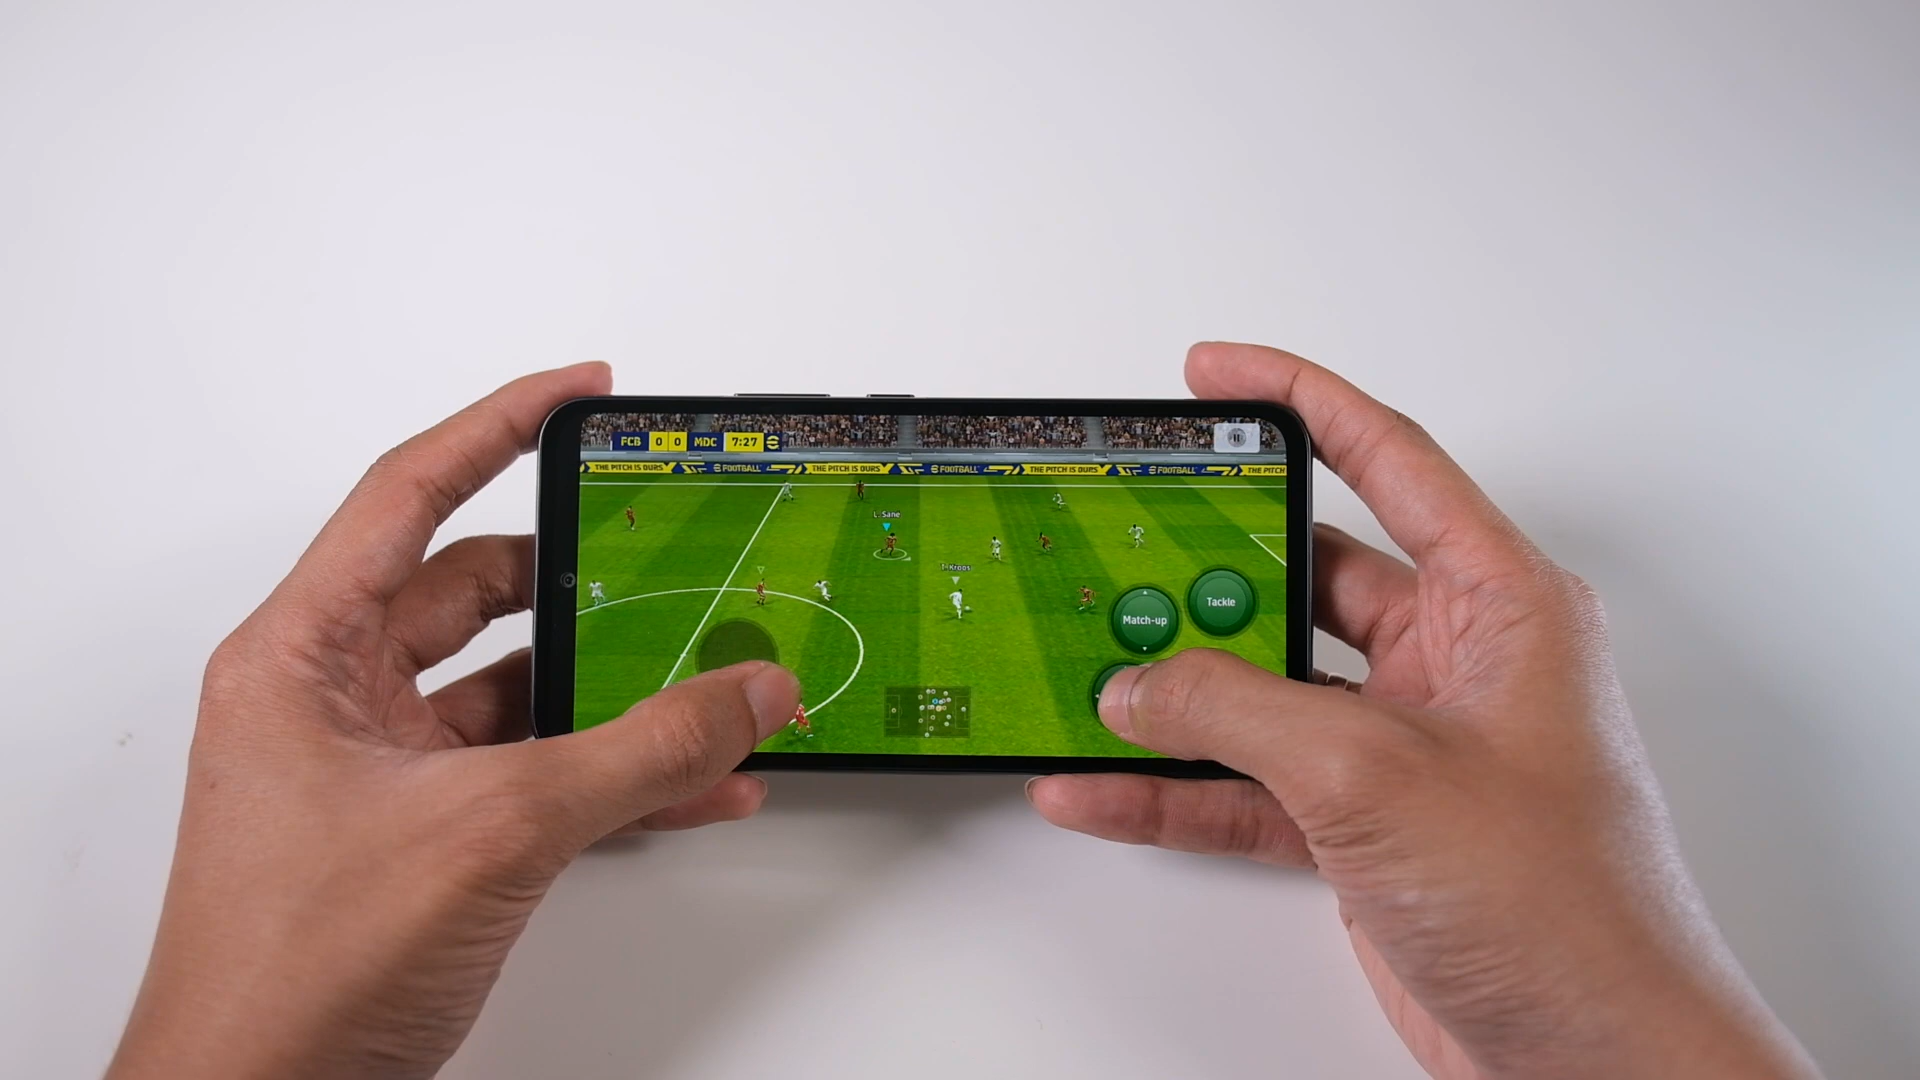 FCB 0 0 MDC 7:27
THE PITCH IS OURS EFOOTBALL THE PITCH IS OURS EFOOTBALL THE PITCH IS OURS EFOOTBALL THE PITCH
L. Sane
T. Kroos
Tackle
Match-up